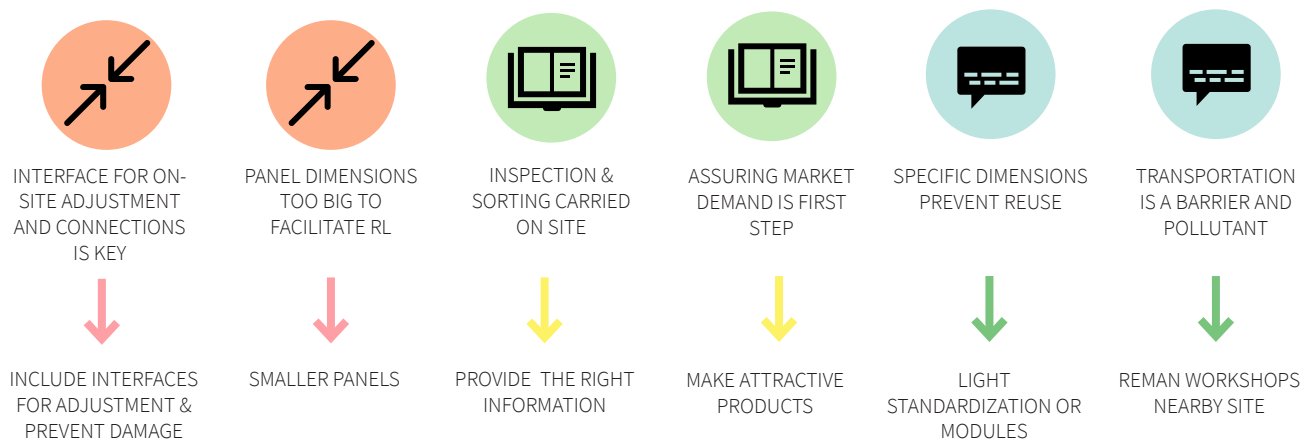 INTERFACE FOR ON-
SITE ADJUSTMENT
AND CONNECTIONS
IS KEY
PANEL DIMENSIONS
TOO BIG TO
FACILITATE RL
INSPECTION &
SORTING CARRIED
ON SITE
ASSURING MARKET
DEMAND IS FIRST
STEP
SPECIFIC DIMENSIONS
PREVENT REUSE
TRANSPORTATION
IS A BARRIER AND
POLLUTANT
INCLUDE INTERFACES
FOR ADJUSTMENT &
PREVENT DAMAGE
SMALLER PANELS
PROVIDE THE RIGHT
INFORMATION
MAKE ATTRACTIVE
PRODUCTS
LIGHT
STANDARDIZATION OR
MODULES
REMAN WORKSHOPS
NEARBY SITE